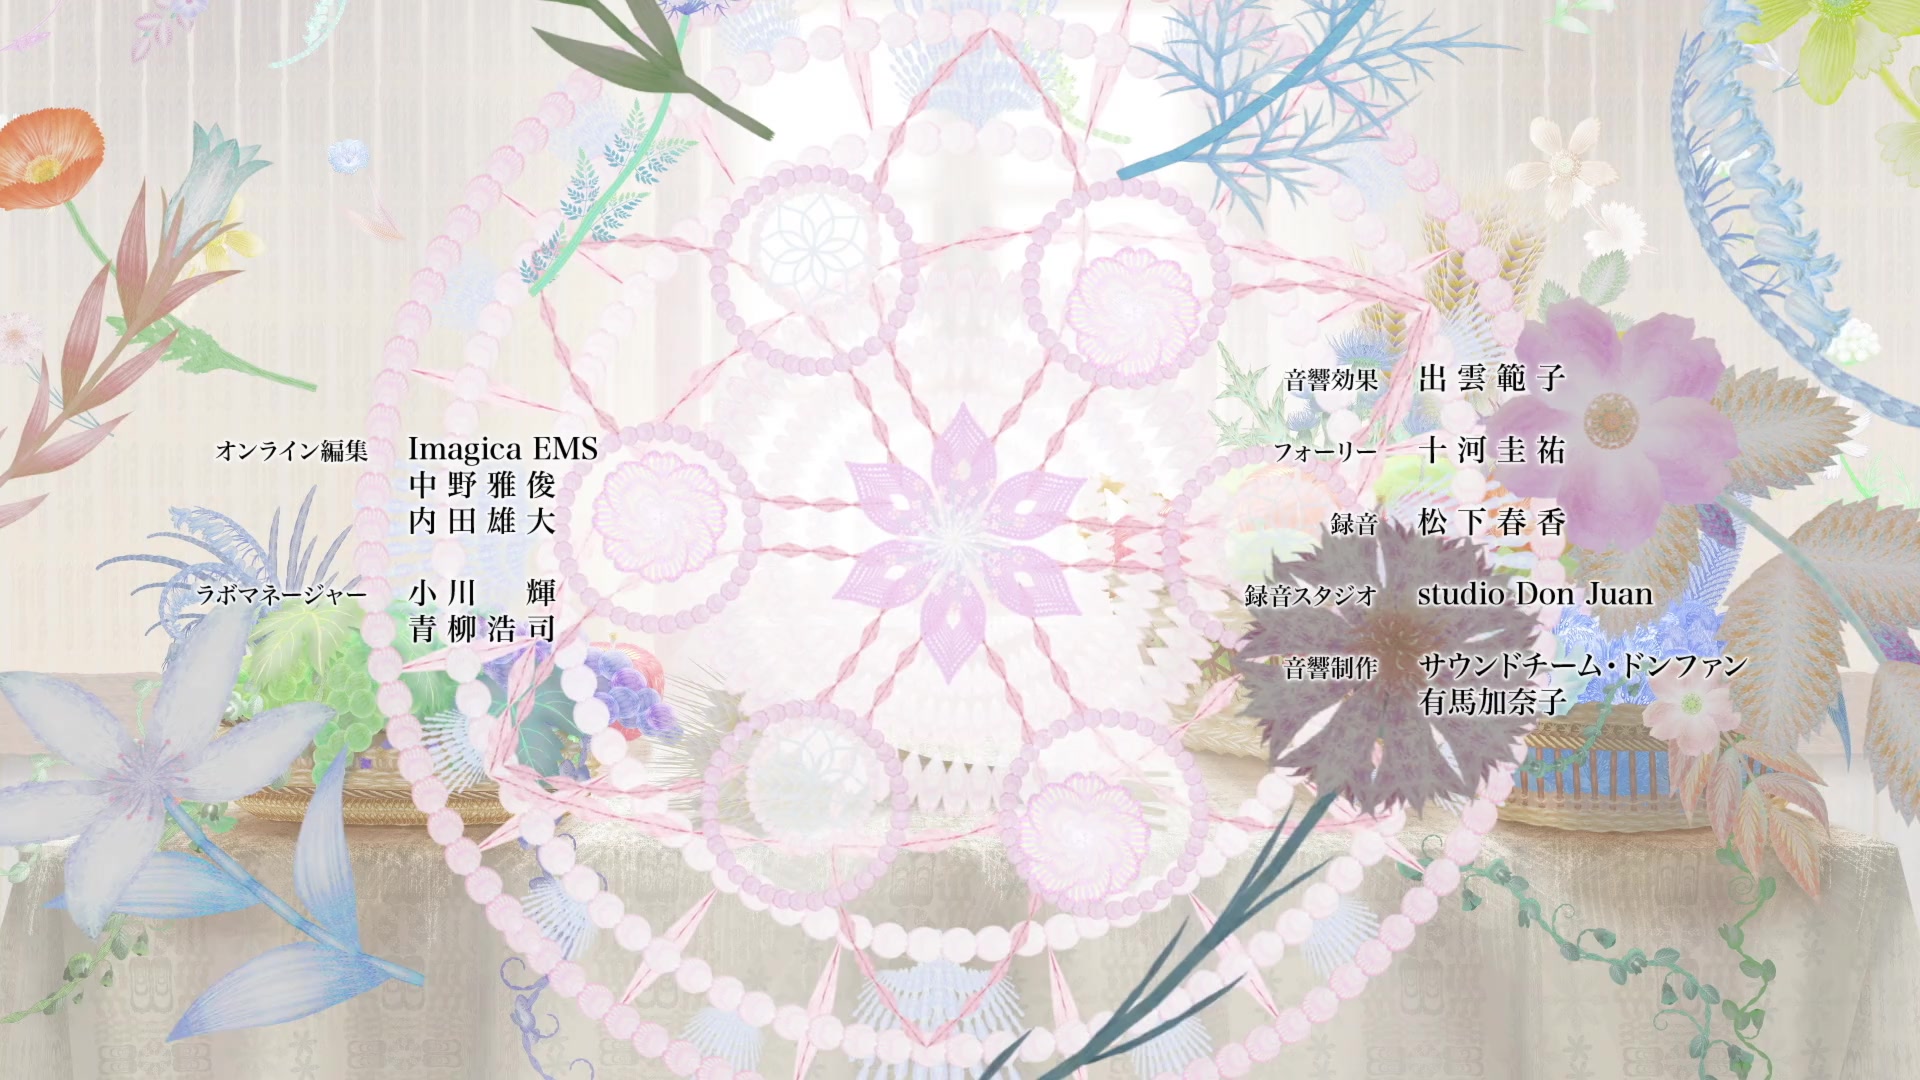 オンライン編集 Imagica EMS
中野雅俊
内田雄大
ラボマネージャー 小川 輝
青柳浩司
音響効果 出雲範子
フォーリー 十河圭祐
録音 松下春香
録音スタジオ studio Don Juan
音響制作 サウンドチーム・ドンファン
有馬加奈子